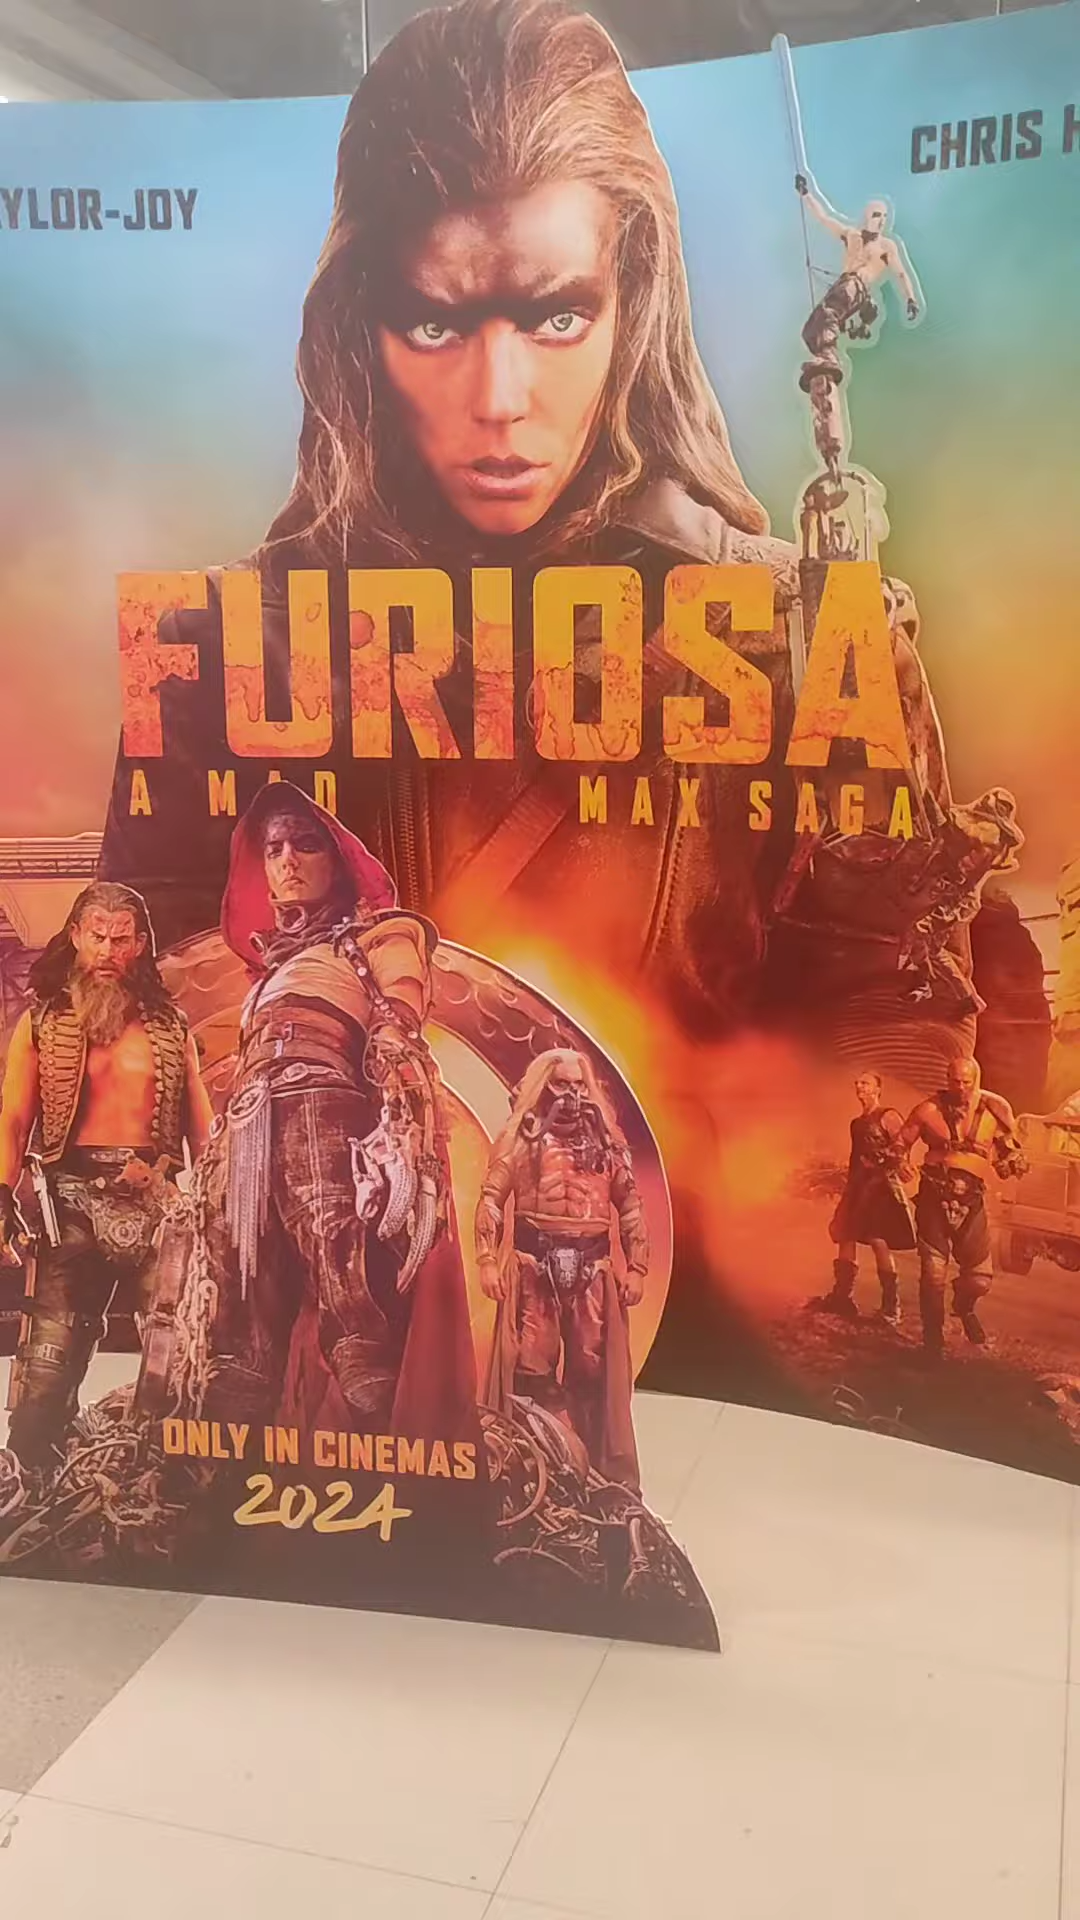 YLOR-JOY
CHRIS H
FURIOSA
A MAD MAX SAGA
ONLY IN CINEMAS
2024